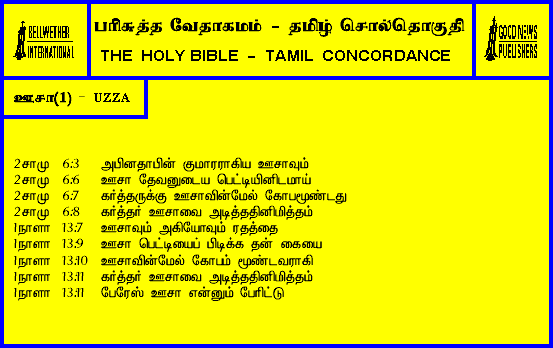 BELLWETHER
INTERNATIONAL
பரிசுத்த வேதாகமம் - தமிழ் சொல்தொகுதி
THE HOLY BIBLE - TAMIL CONCORDANCE
GOOD NEWS
PUBLISHERS
ஊசா(1) - UZZA
2சாமு 6:3 அபினதாபின் குமாரராகிய ஊசாவும்
2சாமு 6:6 ஊசா தேவனுடைய பெட்டியினிடமாய்
2சாமு 6:7 கர்த்தருக்கு ஊசாவின்மேல் கோபமூண்டது
2சாமு 6:8 கர்த்தர் ஊசாவை அடித்ததினிமித்தம்
1நாளா 13:7 ஊசாவும் அகியோவும் ரதத்தை
1நாளா 13:9 ஊசா பெட்டியைப் பிடிக்க தன் கையை
1நாளா 13:10 ஊசாவின்மேல் கோபம் மூண்டவராகி
1நாளா 13:11 கர்த்தர் ஊசாவை அடித்ததினிமித்தம்
1நாளா 13:11 பேரேஸ் ஊசா என்னும் பேரிட்டு